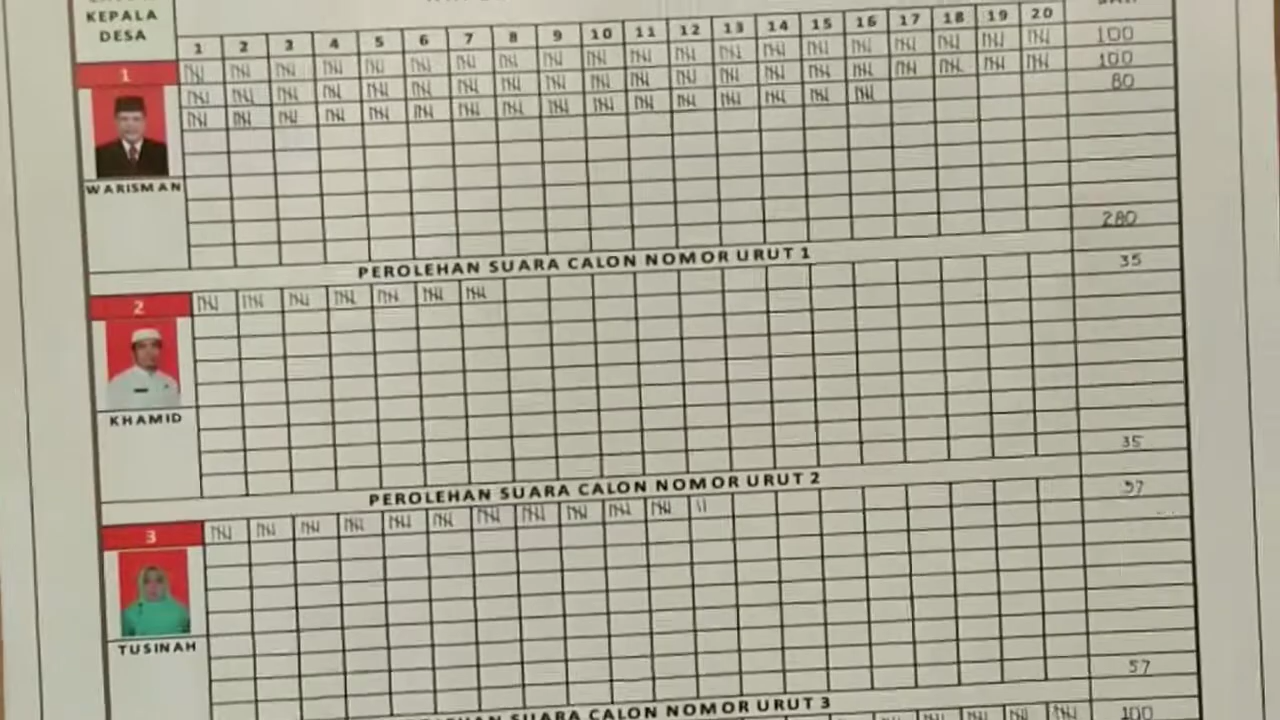 KEPALA
DESA
1 2 3 4 5 6 7 8 9 10 11 12 13 14 15 16 17 18 19 20
1
100
100
80
WARISMAN
280
PEROLEHAN SUARA CALON NOMOR URUT 1
35
2
KHAMID
35
PEROLEHAN SUARA CALON NOMOR URUT 2
57
3
TUSINAH
57
SUARA CALON NOMOR URUT 3
100